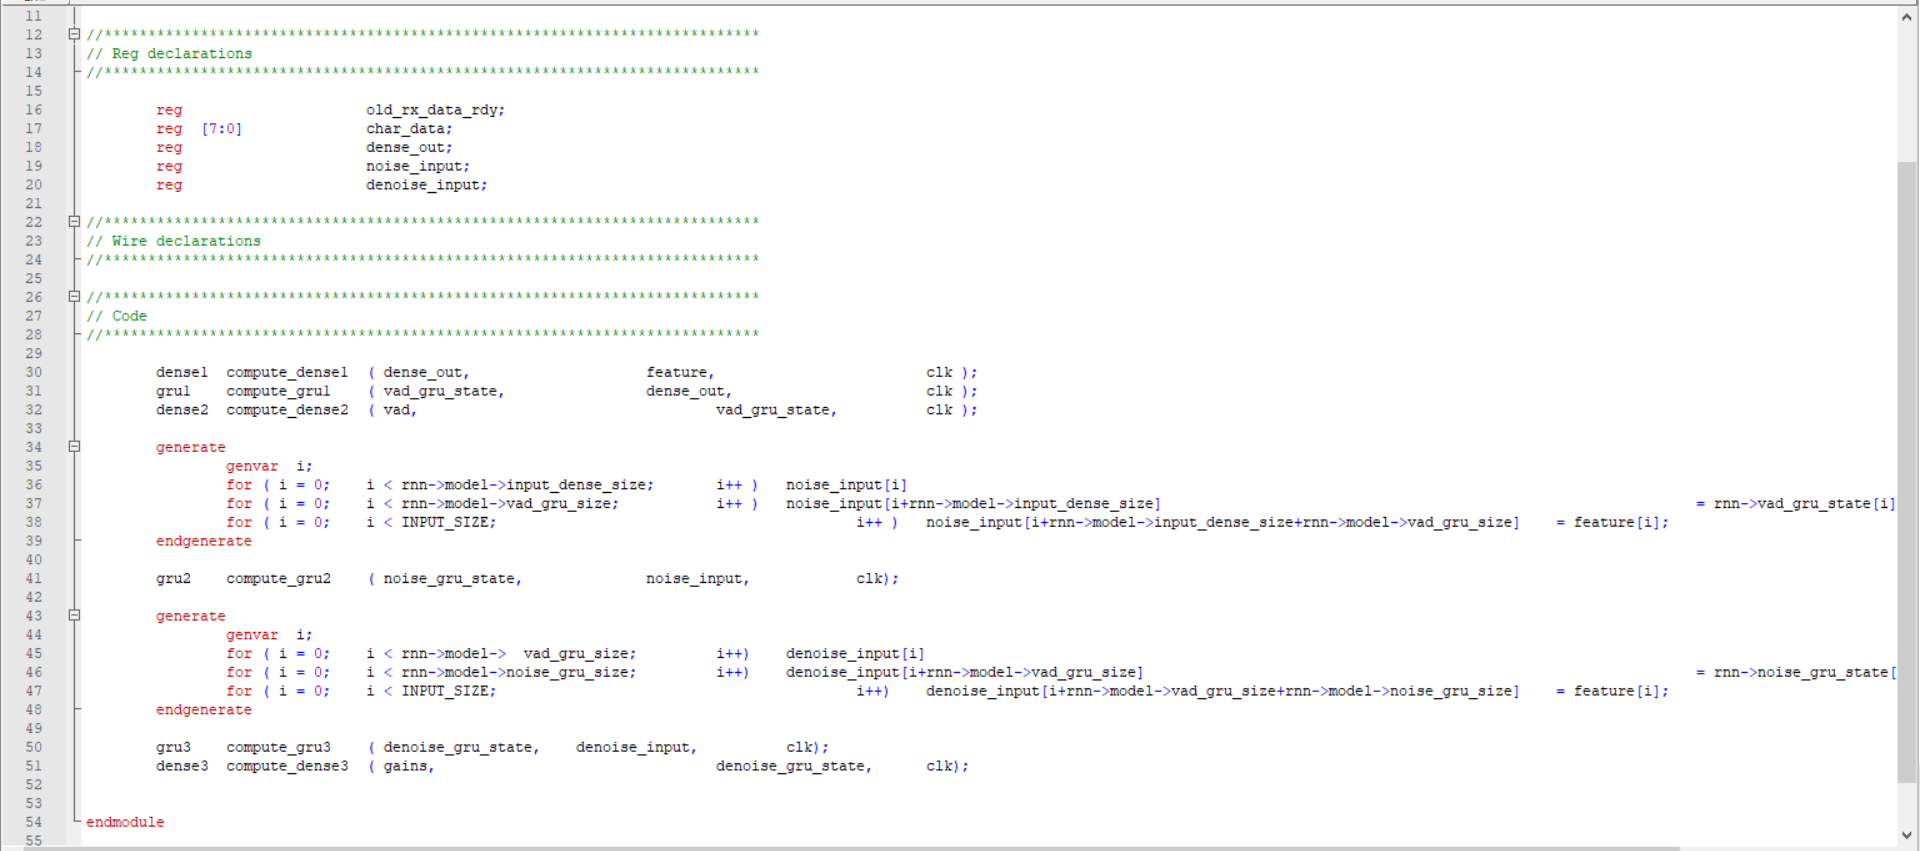 11
12 //***************************************************************************
13 // Reg declarations
14 //***************************************************************************
15
16 reg old_rx_data_rdy;
17 reg [7:0] char_data;
18 reg dense_out;
19 reg noise_input;
20 reg denoise_input;
21
22 //***************************************************************************
23 // Wire declarations
24 //***************************************************************************
25
26 //***************************************************************************
27 // Code
28 //***************************************************************************
29
30 dense1 compute_dense1 ( dense_out, feature, clk );
31 gru1 compute_gru1 ( vad_gru_state, dense_out, clk );
32 dense2 compute_dense2 ( vad, vad_gru_state, clk );
33
34 generate
35 genvar i;
36 for ( i = 0; i < rnn->model->input_dense_size; i++ ) noise_input[i]
37 for ( i = 0; i < rnn->model->vad_gru_size; i++ ) noise_input[i+rnn->model->input_dense_size] = rnn->vad_gru_state[i]
38 for ( i = 0; i < INPUT_SIZE; i++ ) noise_input[i+rnn->model->input_dense_size+rnn->model->vad_gru_size] = feature[i];
39 endgenerate
40
41 gru2 compute_gru2 ( noise_gru_state, noise_input, clk);
42
43 generate
44 genvar i;
45 for ( i = 0; i < rnn->model-> vad_gru_size; i++) denoise_input[i]
46 for ( i = 0; i < rnn->model->noise_gru_size; i++) denoise_input[i+rnn->model->vad_gru_size] = rnn->noise_gru_state[
47 for ( i = 0; i < INPUT_SIZE; i++) denoise_input[i+rnn->model->vad_gru_size+rnn->model->noise_gru_size] = feature[i];
48 endgenerate
49
50 gru3 compute_gru3 ( denoise_gru_state, denoise_input, clk);
51 dense3 compute_dense3 ( gains, denoise_gru_state, clk);
52
53
54 endmodule
55